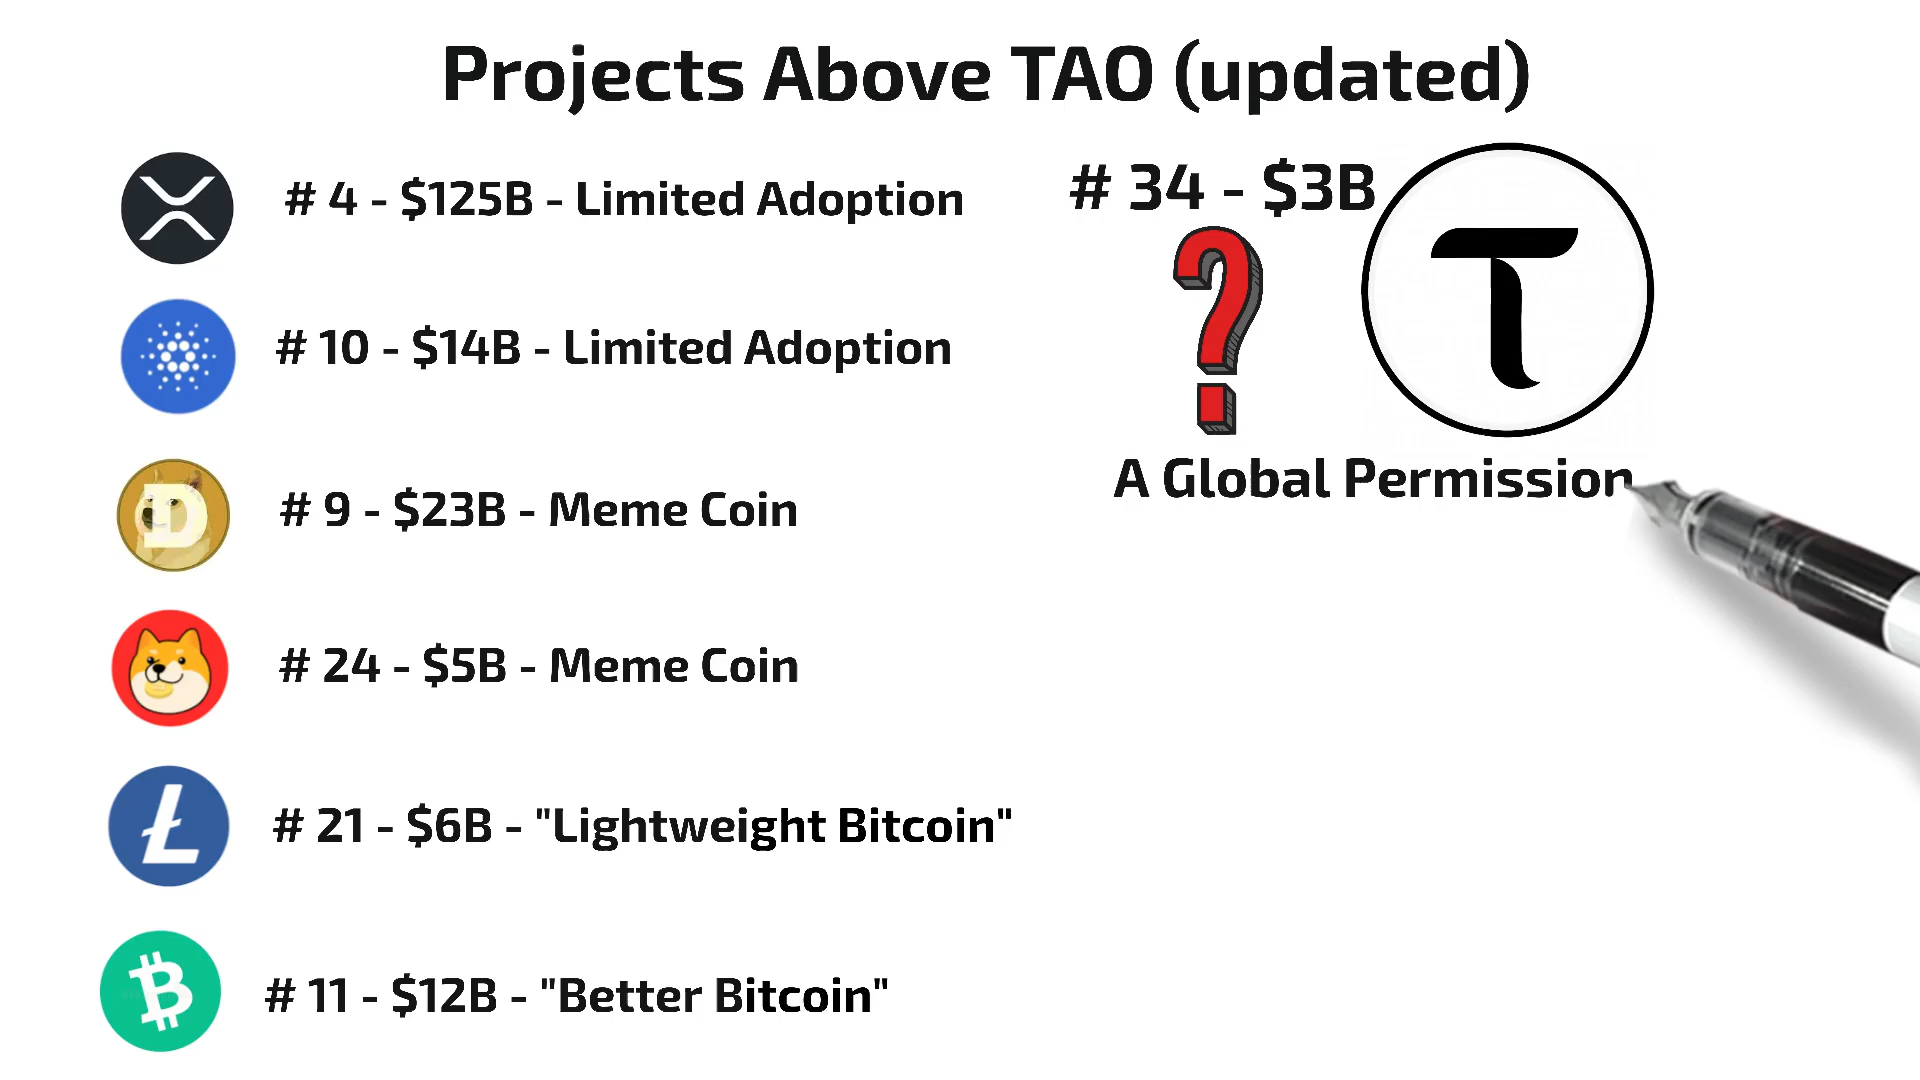 Projects Above TAO (updated)
# 4 - $125B - Limited Adoption
# 10 - $14B - Limited Adoption
# 9 - $23B - Meme Coin
# 24 - $5B - Meme Coin
# 21 - $6B - "Lightweight Bitcoin"
# 11 - $12B - "Better Bitcoin"
# 34 - $3B
?
A Global Permission